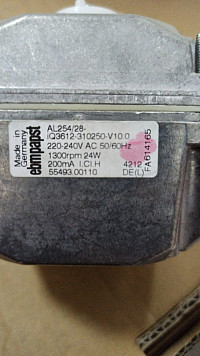 AL254/28-
iQ3612-310250-V10.0
220-240V AC 50/60Hz
1300rpm 24W
200mA I.Cl.H 4212
55493.00110 DE(L)
Made in
Germany
ebmpapst
FA614165